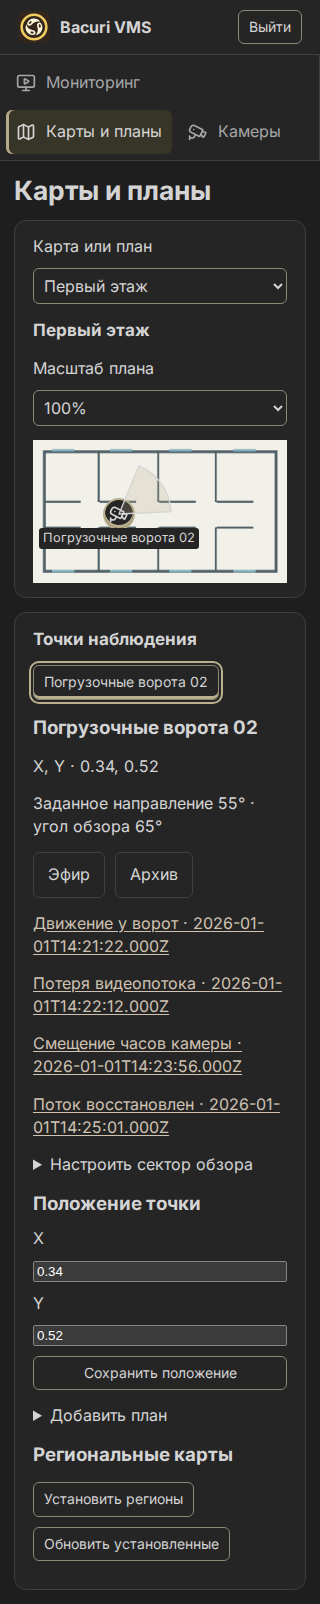 Bacuri VMS
Выйти
Мониторинг
Карты и планы
Камеры
Карты и планы
Карта или план
Первый этаж
Первый этаж
Масштаб плана
100%
Погрузочные ворота 02
Точки наблюдения
Погрузочные ворота 02
Погрузочные ворота 02
X, Y · 0.34, 0.52
Заданное направление 55° ·
угол обзора 65°
Эфир
Архив
Движение у ворот · 2026-01-
01T14:21:22.000Z
Потеря видеопотока · 2026-01-
01T14:22:12.000Z
Смещение часов камеры ·
2026-01-01T14:23:56.000Z
Поток восстановлен · 2026-01-
01T14:25:01.000Z
Настроить сектор обзора
Положение точки
X
0.34
Y
0.52
Сохранить положение
Добавить план
Региональные карты
Установить регионы
Обновить установленные